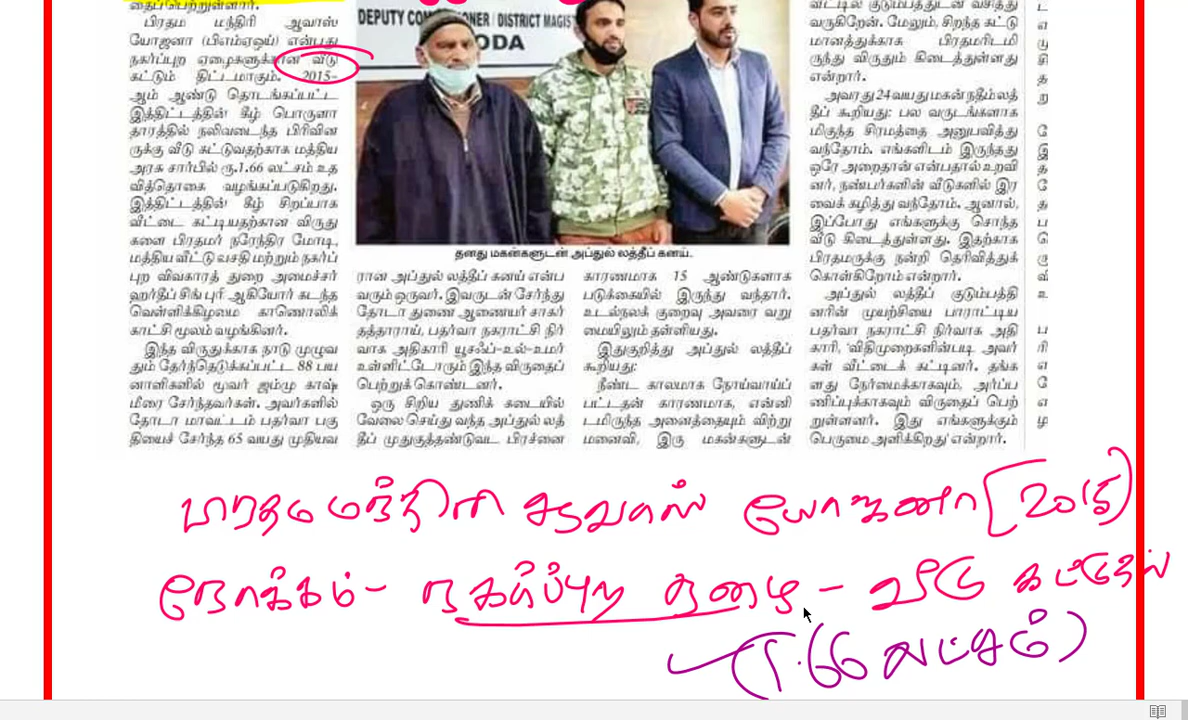 தைப்பெற்றுள்ளார்.
பிரதம மந்திரி ஆவாஸ்
யோஜனா (பிஎம்ஏஒய்) என்பது
நகர்ப்புற ஏழைகளுக்கான வீடு
கட்டும் திட்டமாகும். 2015-
ஆம் ஆண்டு தொடங்கப்பட்ட
இத்திட்டத்தின் கீழ் பொருளா
தாரத்தில் நலிவடைந்த பிரிவின
ருக்கு வீடு கட்டுவதற்காக மத்திய
அரசு சார்பில் ரூ.1.66 லட்சம் உத
வித்தொகை வழங்கப்படுகிறது.
இத்திட்டத்தின் கீழ் சிறப்பாக
வீட்டை கட்டியதற்கான விருது
களை பிரதமர் நரேந்திர மோடி,
மத்திய வீட்டு வசதி மற்றும் நகர்ப்
புற விவகாரத் துறை அமைச்சர்
ஹர்தீப் சிங் புரி ஆகியோர் கடந்த
வெள்ளிக்கிழமை காணொலிக்
காட்சி மூலம் வழங்கினர்.
இந்த விருதுக்காக நாடு முழுவ
தும் தேர்ந்தெடுக்கப்பட்ட 88 பய
னாளிகளில் மூவர் ஜம்மு காஷ்
மீரை சேர்ந்தவர்கள். அவர்களில்
தோடா மாவட்டம் பதர்வா பகு
தியைச் சேர்ந்த 65 வயது முதியவ
DEPUTY COMMISSIONER / DISTRICT MAGIST
ODA
தனது மகன்களுடன் அப்துல் லத்தீப் கனய்.
ரான அப்துல் லத்தீப் கனய் என்ப
வரும் ஒருவர். இவருடன் சேர்ந்து
தோடா துணை ஆணையர் சாகர்
தத்தாராய், பதர்வா நகராட்சி நிர்
வாக அதிகாரி யூசஃப்-உல்-உமர்
உள்ளிட்டோரும் இந்த விருதைப்
பெற்றுக் கொண்டனர்.
ஒரு சிறிய துணிக் கடையில்
வேலை செய்து வந்த அப்துல் லத்
தீப் முதுகுத்தண்டுவட பிரச்னை
காரணமாக 15 ஆண்டுகளாக
படுக்கையில் இருந்து வந்தார்.
உடல்நலக் குறைவு அவரை வறு
மையிலும் தள்ளியது.
இதுகுறித்து அப்துல் லத்தீப்
கூறியது:
நீண்ட காலமாக நோய்வாய்ப்
பட்டதன் காரணமாக, என்னி
டமிருந்த அனைத்தையும் விற்று
மனைவி, இரு மகன்களுடன்
வீட்டில் குடும்பத்துடன் வசித்து
வருகிறேன். மேலும், சிறந்த கட்டு
மானத்துக்காக பிரதமரிடமி
ருந்து விருதும் கிடைத்துள்ளது
என்றார்.
அவரது 24 வயது மகன் நதீம் லத்
தீப் கூறியது: பல வருடங்களாக
மிகுந்த சிரமத்தை அனுபவித்து
வந்தோம். எங்களிடம் இருந்தது
ஒரே அறைதான் என்பதால் உறவி
னர், நண்பர்களின் வீடுகளில் இர
வைக் கழித்து வந்தோம். ஆனால்,
இப்போது எங்களுக்கு சொந்த
வீடு கிடைத்துள்ளது. இதற்காக
பிரதமருக்கு நன்றி தெரிவித்துக்
கொள்கிறோம் என்றார்.
அப்துல் லத்தீப் குடும்பத்தி
னரின் முயற்சியை பாராட்டிய
பதர்வா நகராட்சி நிர்வாக அதி
காரி, 'விதிமுறைகளின்படி அவர்
கள் வீட்டைக் கட்டினர். தங்க
ளது நேர்மைக்காகவும், அர்ப்ப
ணிப்புக்காகவும் விருதைப் பெற்
றுள்ளனர். இது எங்களுக்கும்
பெருமை அளிக்கிறது' என்றார்.
பிரதம மந்திரி ஆவாஸ் யோஜனா (2015)
நோக்கம் - நகர்ப்புற ஏழை - வீடு கட்டுதல்
(1.66 லட்சம்)